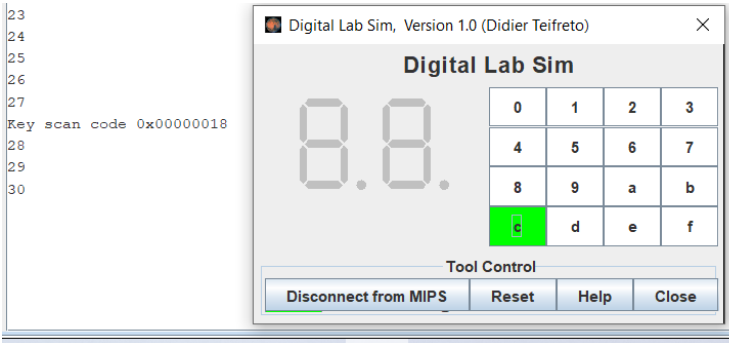 23
24
25
26
27
Key scan code 0x00000018
28
29
30
Digital Lab Sim, Version 1.0 (Didier Teifreto)
Digital Lab Sim
0 1 2 3
4 5 6 7
8 9 a b
c d e f
Tool Control
Disconnect from MIPS Reset Help Close